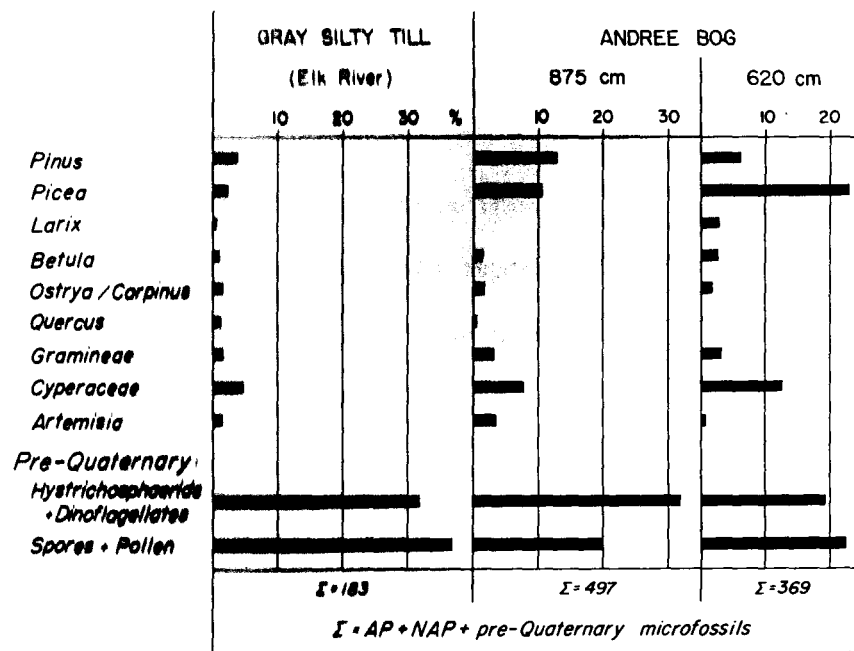 GRAY SILTY TILL ANDREE BOG
(Elk River) 875 cm 620 cm
10 20 30 % 10 20 30 10 20
Pinus
Picea
Larix
Betula
Ostrya / Carpinus
Quercus
Gramineae
Cyperaceae
Artemisia
Pre-Quaternary
Hystrichosphaerids
+ Dinoflagellates
Spores + Pollen
Σ = 183 Σ = 497 Σ = 369
Σ = AP + NAP + pre-Quaternary microfossils